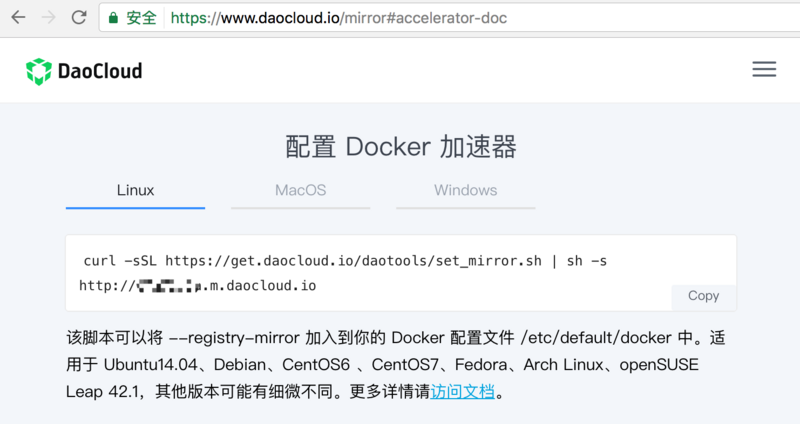 安全 https://www.daocloud.io/mirror#accelerator-doc
DaoCloud
配置 Docker 加速器
Linux MacOS Windows
curl -sSL https://get.daocloud.io/daotools/set_mirror.sh | sh -s
http:// .m.daocloud.io
Copy
该脚本可以将 --registry-mirror 加入到你的 Docker 配置文件 /etc/default/docker 中。适
用于 Ubuntu14.04、Debian、CentOS6 、CentOS7、Fedora、Arch Linux、openSUSE
Leap 42.1，其他版本可能有细微不同。更多详情请访问文档。